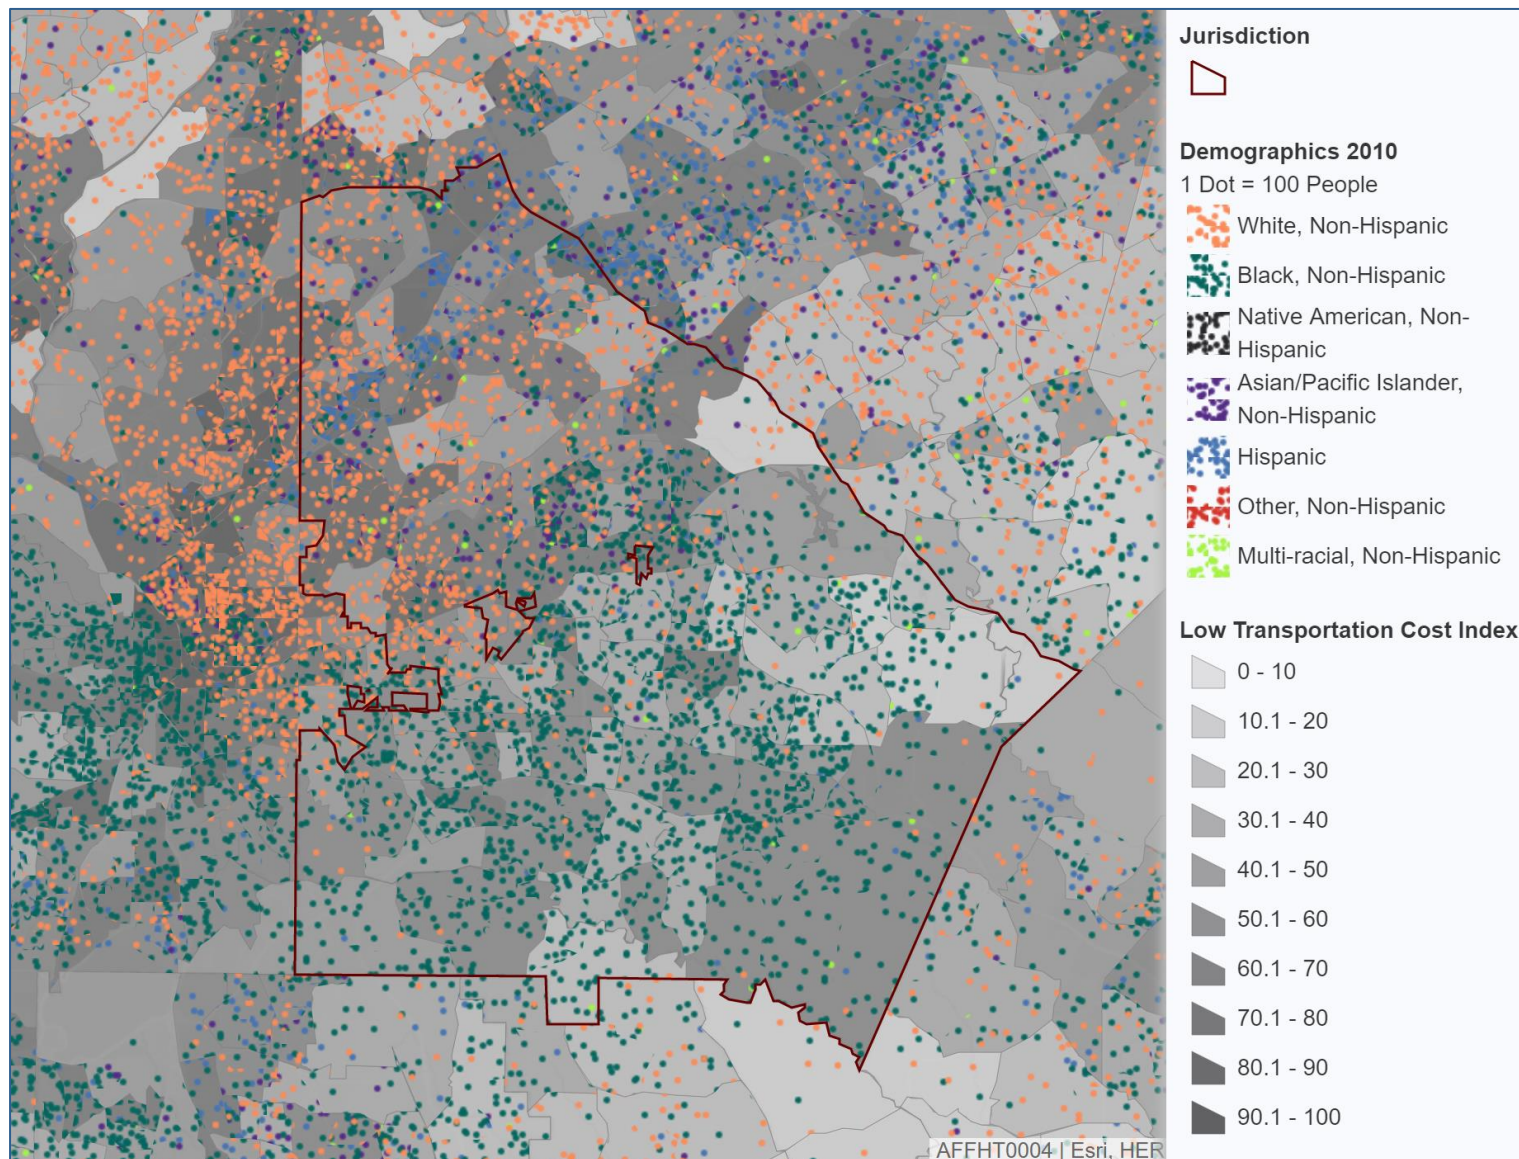 Jurisdiction
Demographics 2010
1 Dot = 100 People
White, Non-Hispanic
Black, Non-Hispanic
Native American, Non-
Hispanic
Asian/Pacific Islander,
Non-Hispanic
Hispanic
Other, Non-Hispanic
Multi-racial, Non-Hispanic
Low Transportation Cost Index
0 - 10
10.1 - 20
20.1 - 30
30.1 - 40
40.1 - 50
50.1 - 60
60.1 - 70
70.1 - 80
80.1 - 90
90.1 - 100
AFFHT0004 | Esri, HER